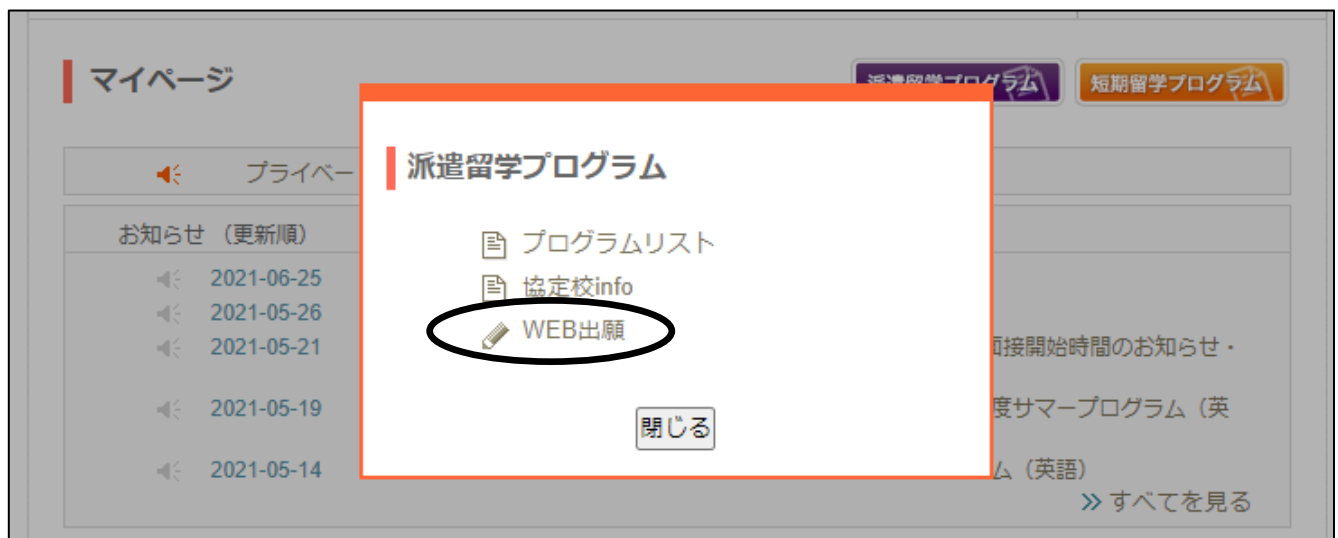 マイページ
派遣留学プログラム
短期留学プログラム
プライベー
お知らせ （更新順）
2021-06-25
2021-05-26
2021-05-21
面接開始時間のお知らせ・
2021-05-19
度サマープログラム（英
2021-05-14
ム（英語）
すべてを見る
派遣留学プログラム
プログラムリスト
協定校info
WEB出願
閉じる